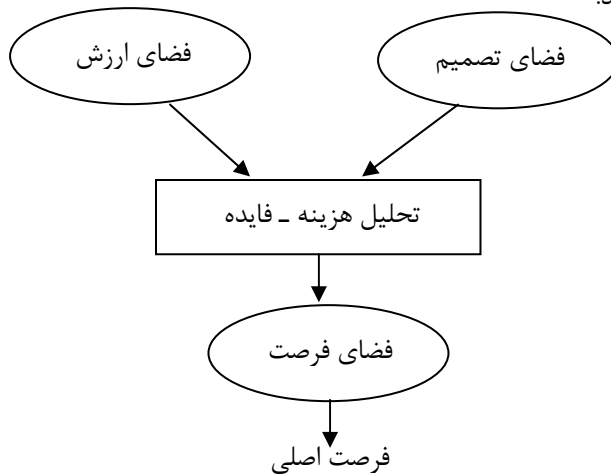 فضای تصمیم
فضای ارزش
تحلیل هزینه ـ فایده
فضای فرصت
فرصت اصلی